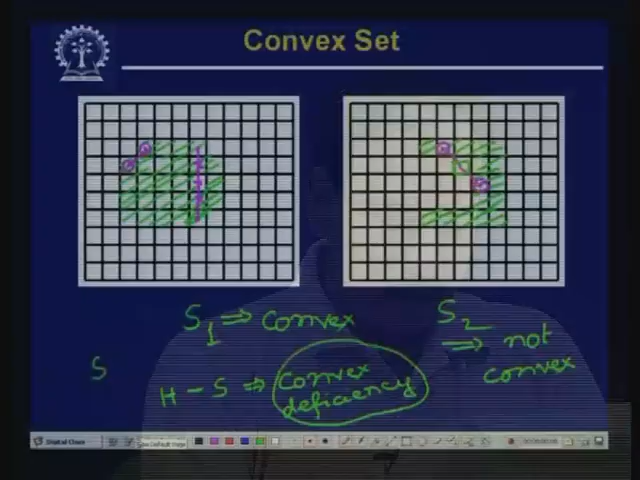 Convex Set
S1 ⇒ Convex
S2
⇒ not
convex
S
H - S ⇒ Convex
deficiency